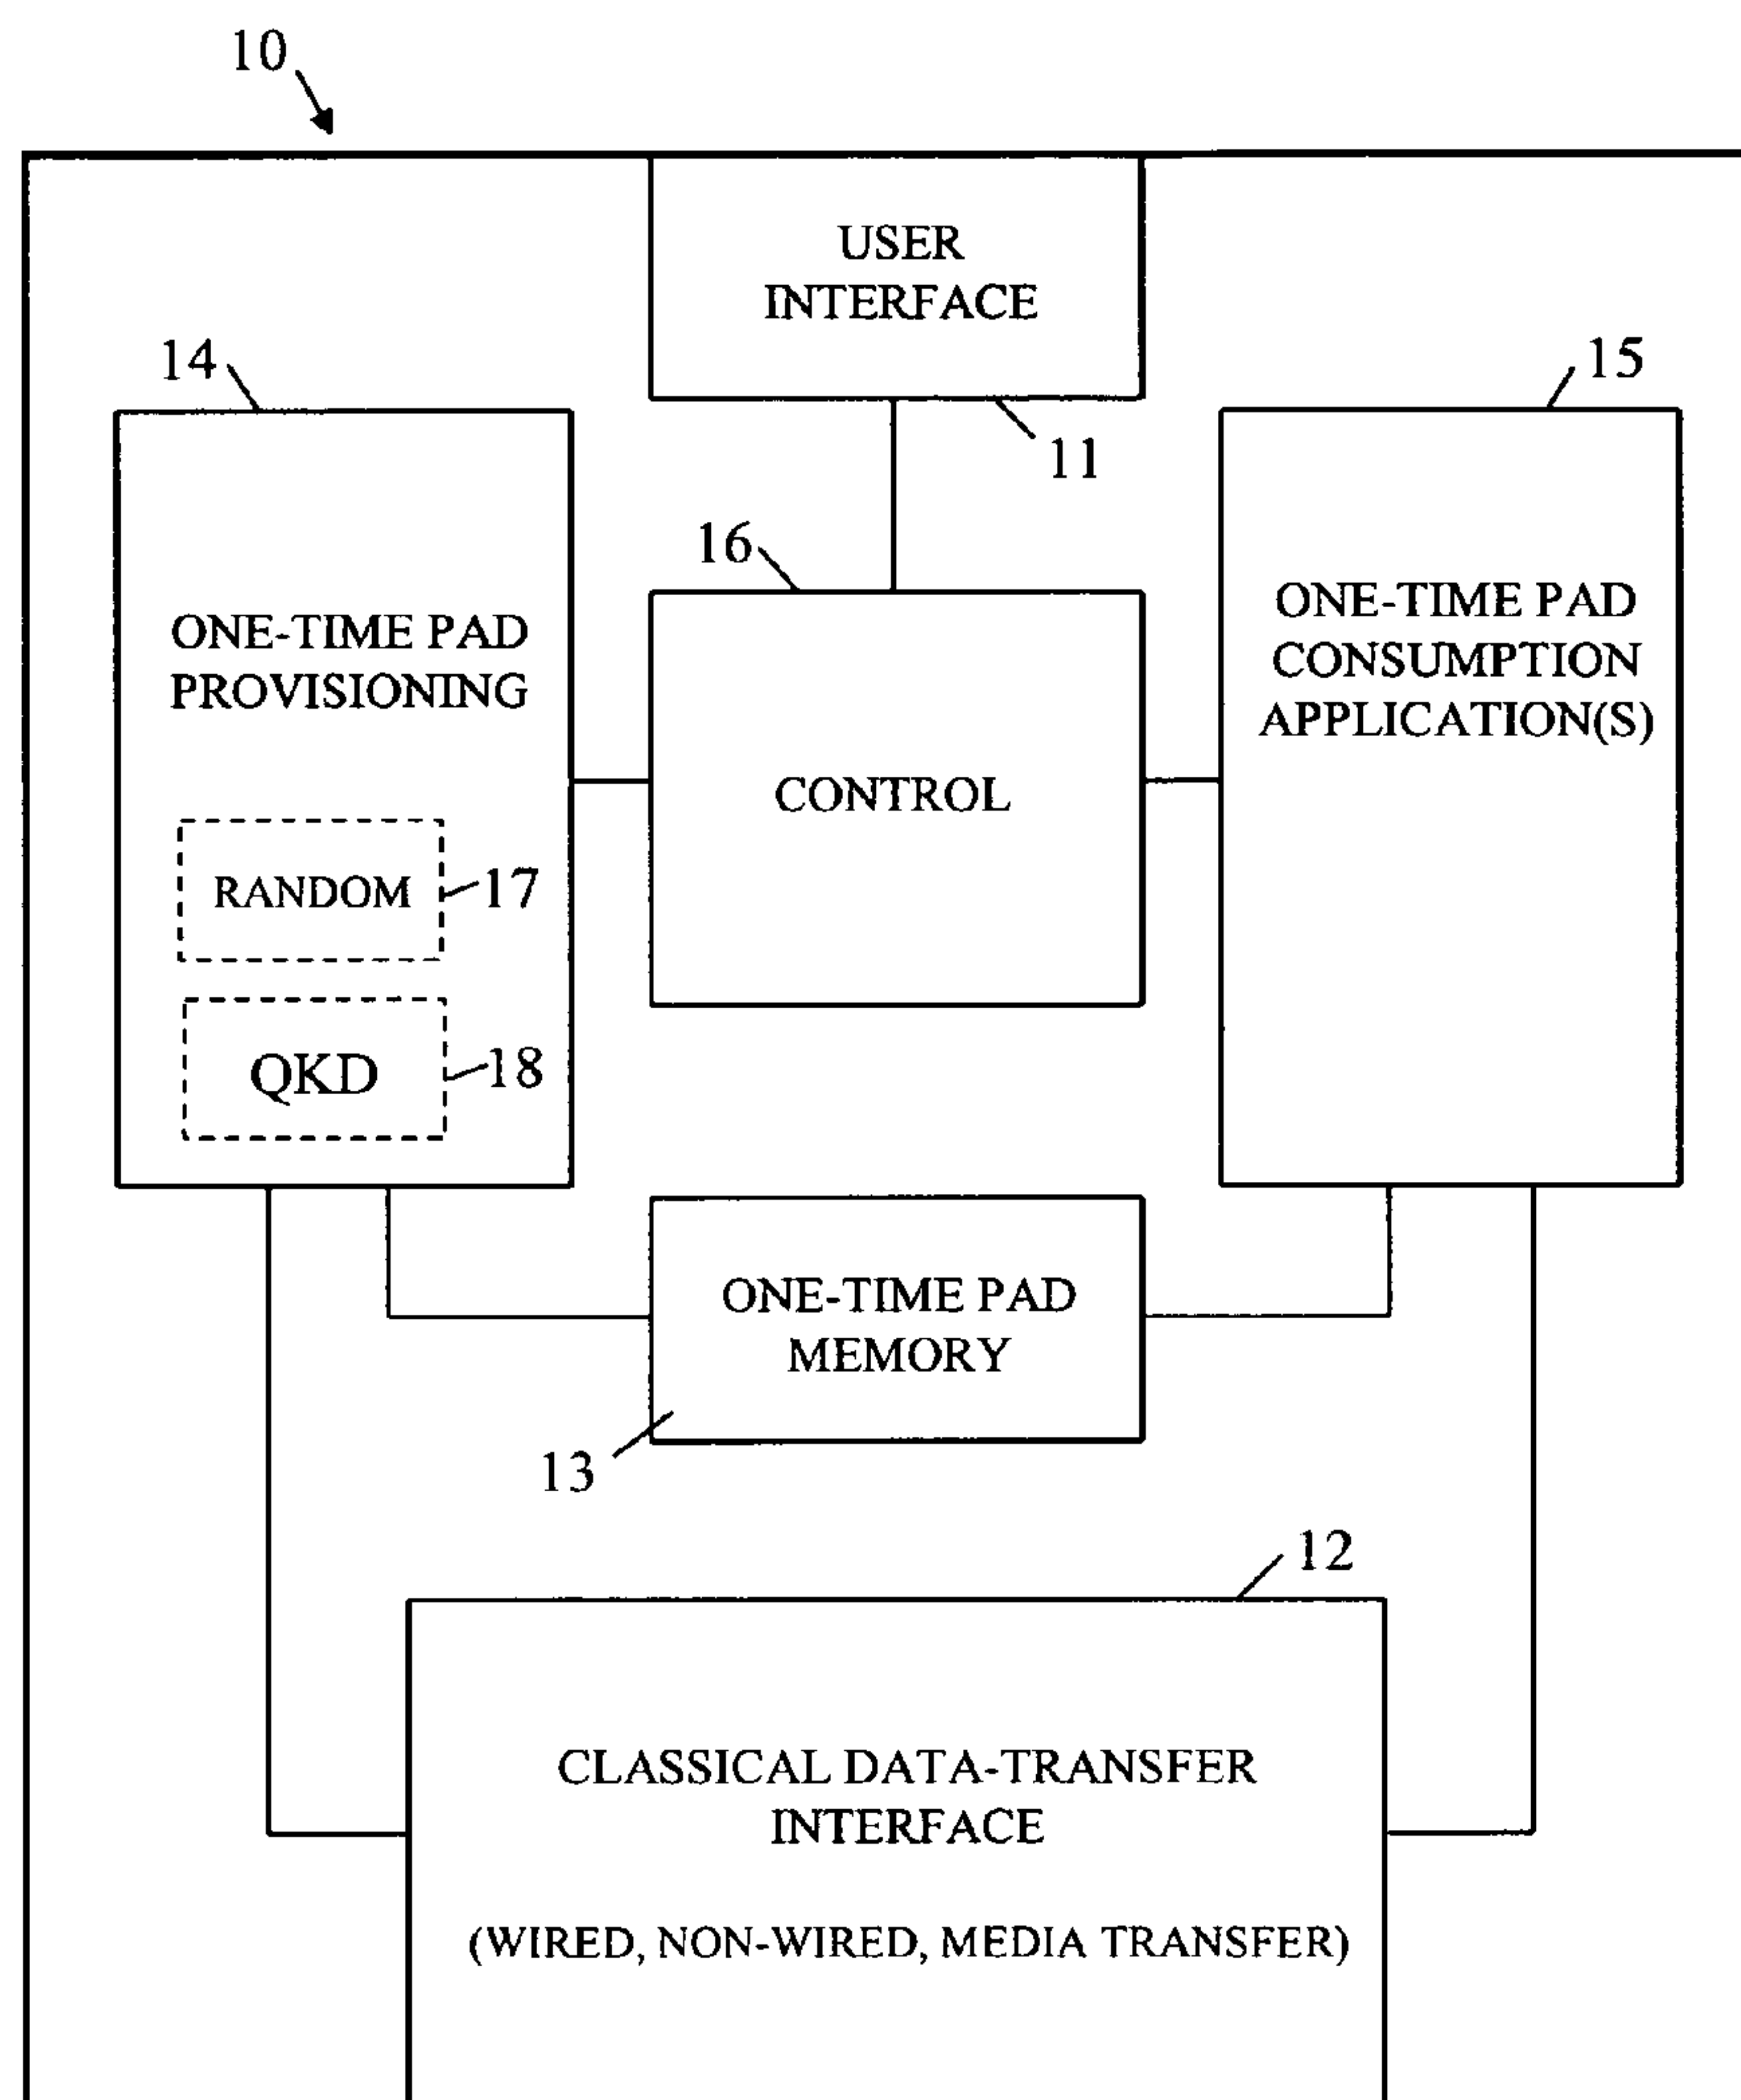 10
USER
INTERFACE
14
15
11
16
ONE-TIME PAD
PROVISIONING
ONE-TIME PAD
CONSUMPTION
APPLICATION(S)
CONTROL
RANDOM
17
QKD
18
ONE-TIME PAD
MEMORY
13
12
CLASSICAL DATA-TRANSFER
INTERFACE
(WIRED, NON-WIRED, MEDIA TRANSFER)